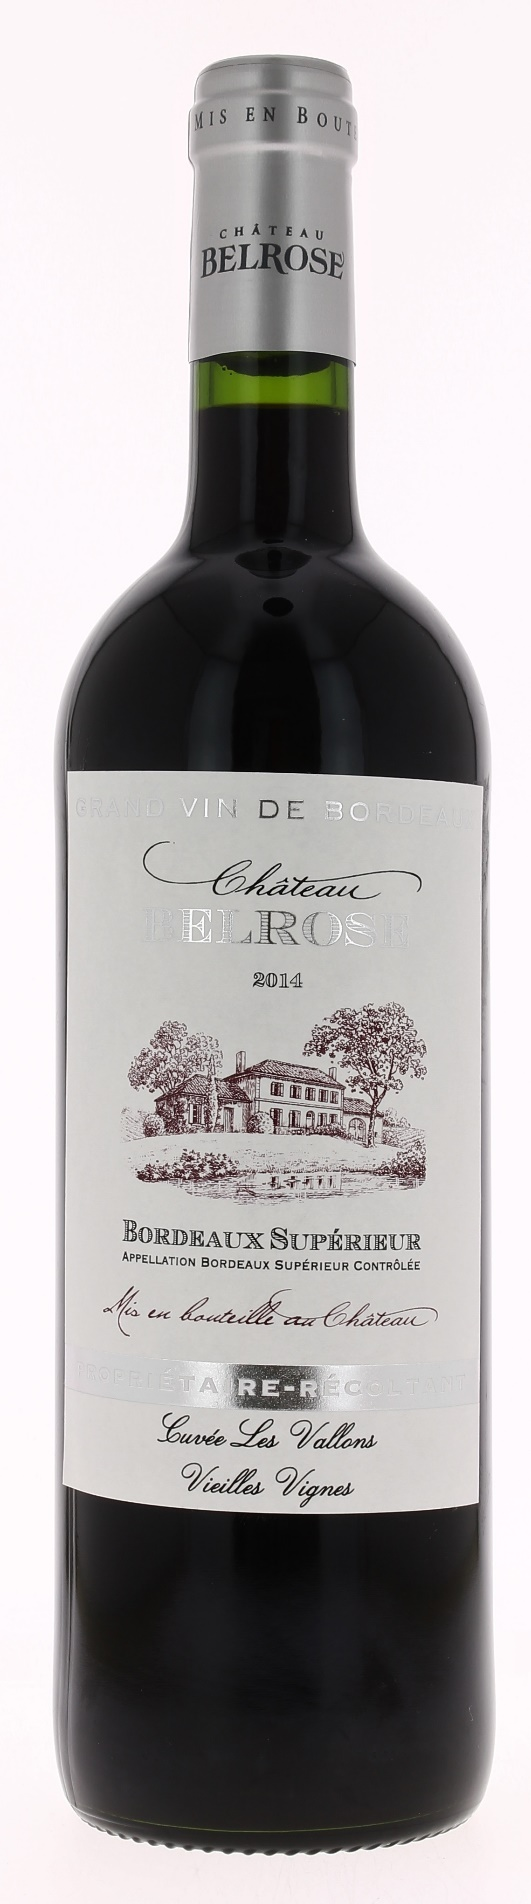 MIS EN BOUTE
CHÂTEAU
BELROSE
GRAND VIN DE BORDEAUX
Château
BELROSE
2014
BORDEAUX SUPÉRIEUR
APPELLATION BORDEAUX SUPÉRIEUR CONTRÔLÉE
Mis en bouteille au Château
PROPRIÉTAIRE-RÉCOLTANT
Cuvée Les Vallons
Vieilles Vignes